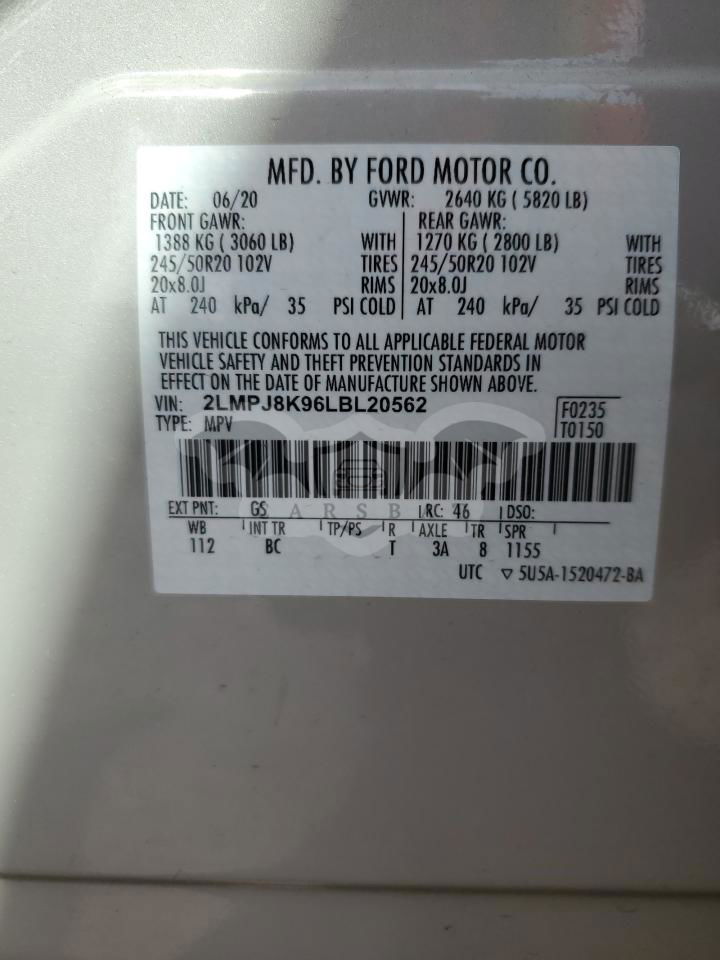 MFD. BY FORD MOTOR CO.
DATE: 06/20 GVWR: 2640 KG ( 5820 LB)
FRONT GAWR: REAR GAWR:
1388 KG ( 3060 LB) WITH 1270 KG ( 2800 LB) WITH
245/50R20 102V TIRES 245/50R20 102V TIRES
20x8.0J RIMS 20x8.0J RIMS
AT 240 kPa/ 35 PSI COLD AT 240 kPa/ 35 PSI COLD
THIS VEHICLE CONFORMS TO ALL APPLICABLE FEDERAL MOTOR
VEHICLE SAFETY AND THEFT PREVENTION STANDARDS IN
EFFECT ON THE DATE OF MANUFACTURE SHOWN ABOVE.
VIN: 2LMPJ8K96LBL20562 F0235
TYPE: MPV T0150
EXT PNT: GS RC: 46 DSO:
WB INT TR TP/PS R AXLE TR SPR
112 BC T 3A 8 1155
UTC ▽ 5U5A-1520472-BA